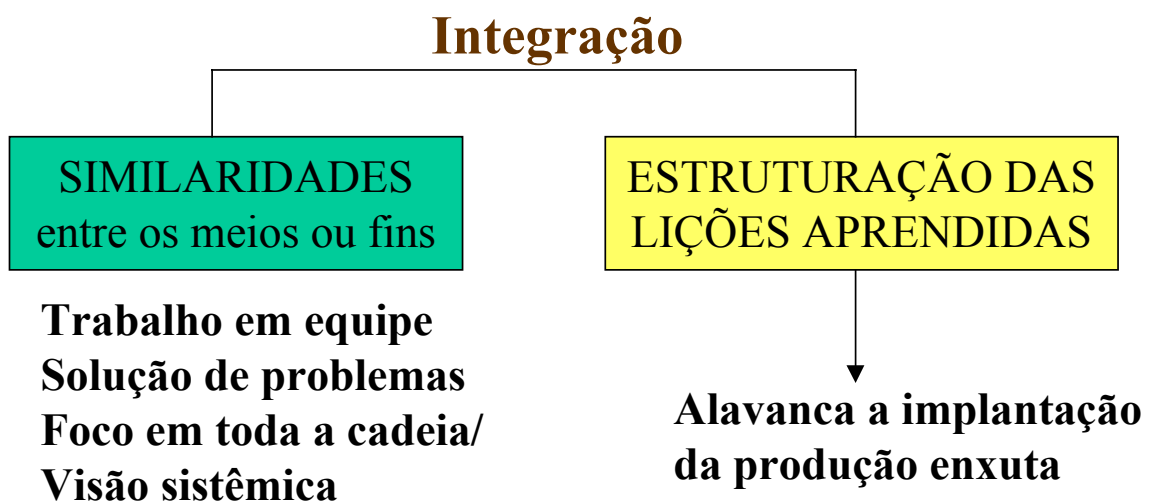 Integração
SIMILARIDADES
entre os meios ou fins
ESTRUTURAÇÃO DAS
LIÇÕES APRENDIDAS
Trabalho em equipe
Solução de problemas
Foco em toda a cadeia/
Visão sistêmica
Alavanca a implantação
da produção enxuta